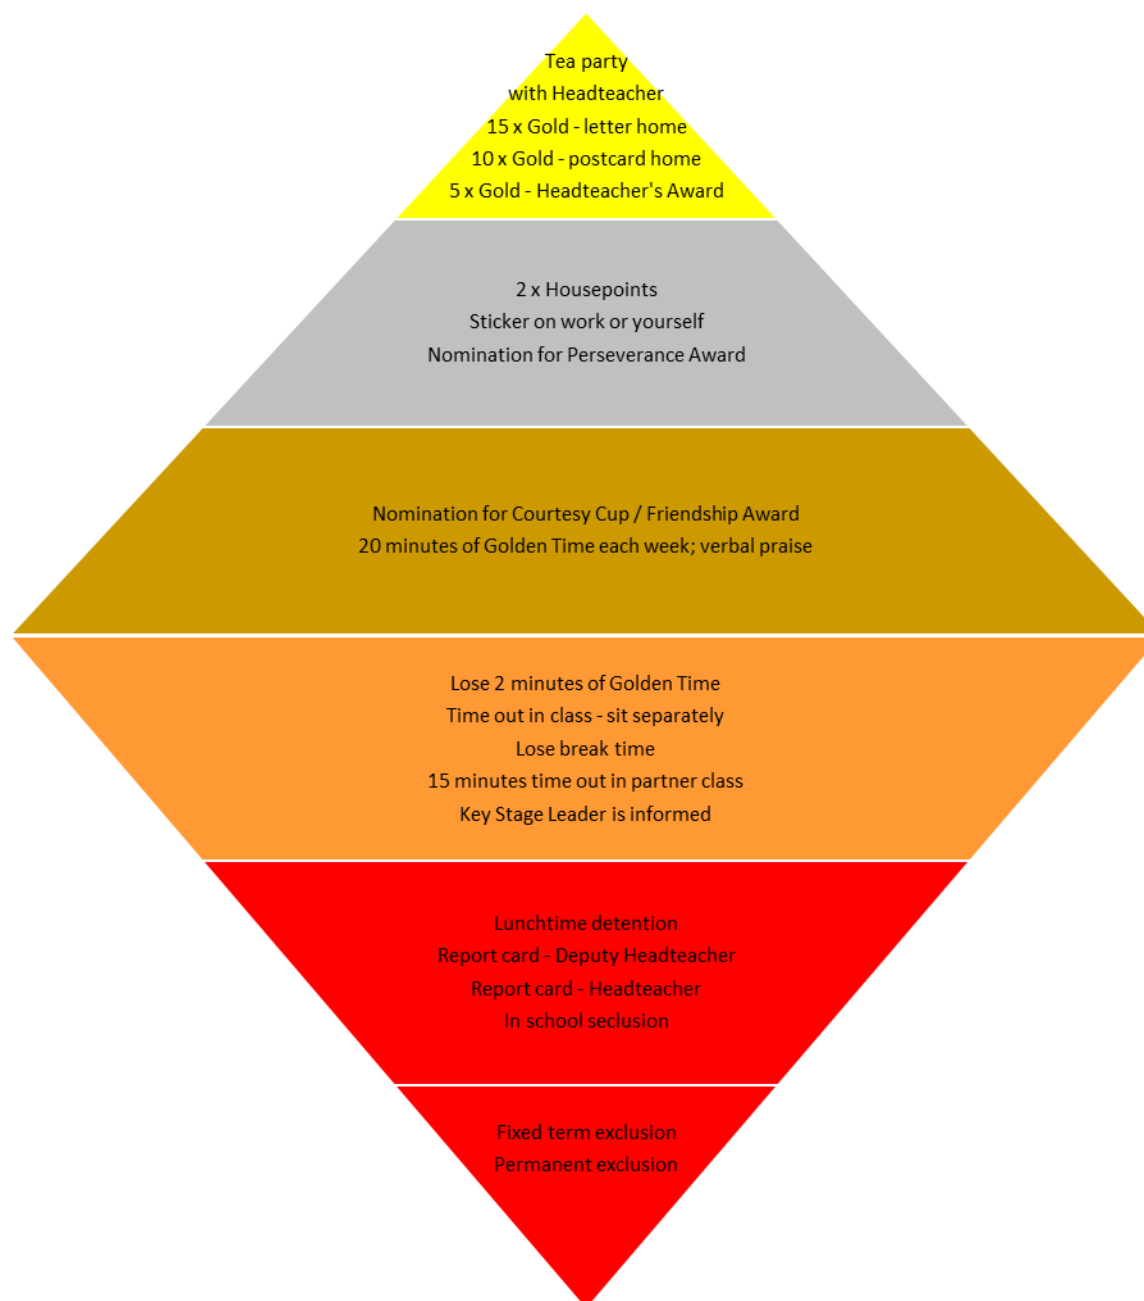 Tea party
with Headteacher
15 x Gold - letter home
10 x Gold - postcard home
5 x Gold - Headteacher's Award
2 x Housepoints
Sticker on work or yourself
Nomination for Perseverance Award
Nomination for Courtesy Cup / Friendship Award
20 minutes of Golden Time each week; verbal praise
Lose 2 minutes of Golden Time
Time out in class - sit separately
Lose break time
15 minutes time out in partner class
Key Stage Leader is informed
Lunchtime detention
Report card - Deputy Headteacher
Report card - Headteacher
In school seclusion
Fixed term exclusion
Permanent exclusion